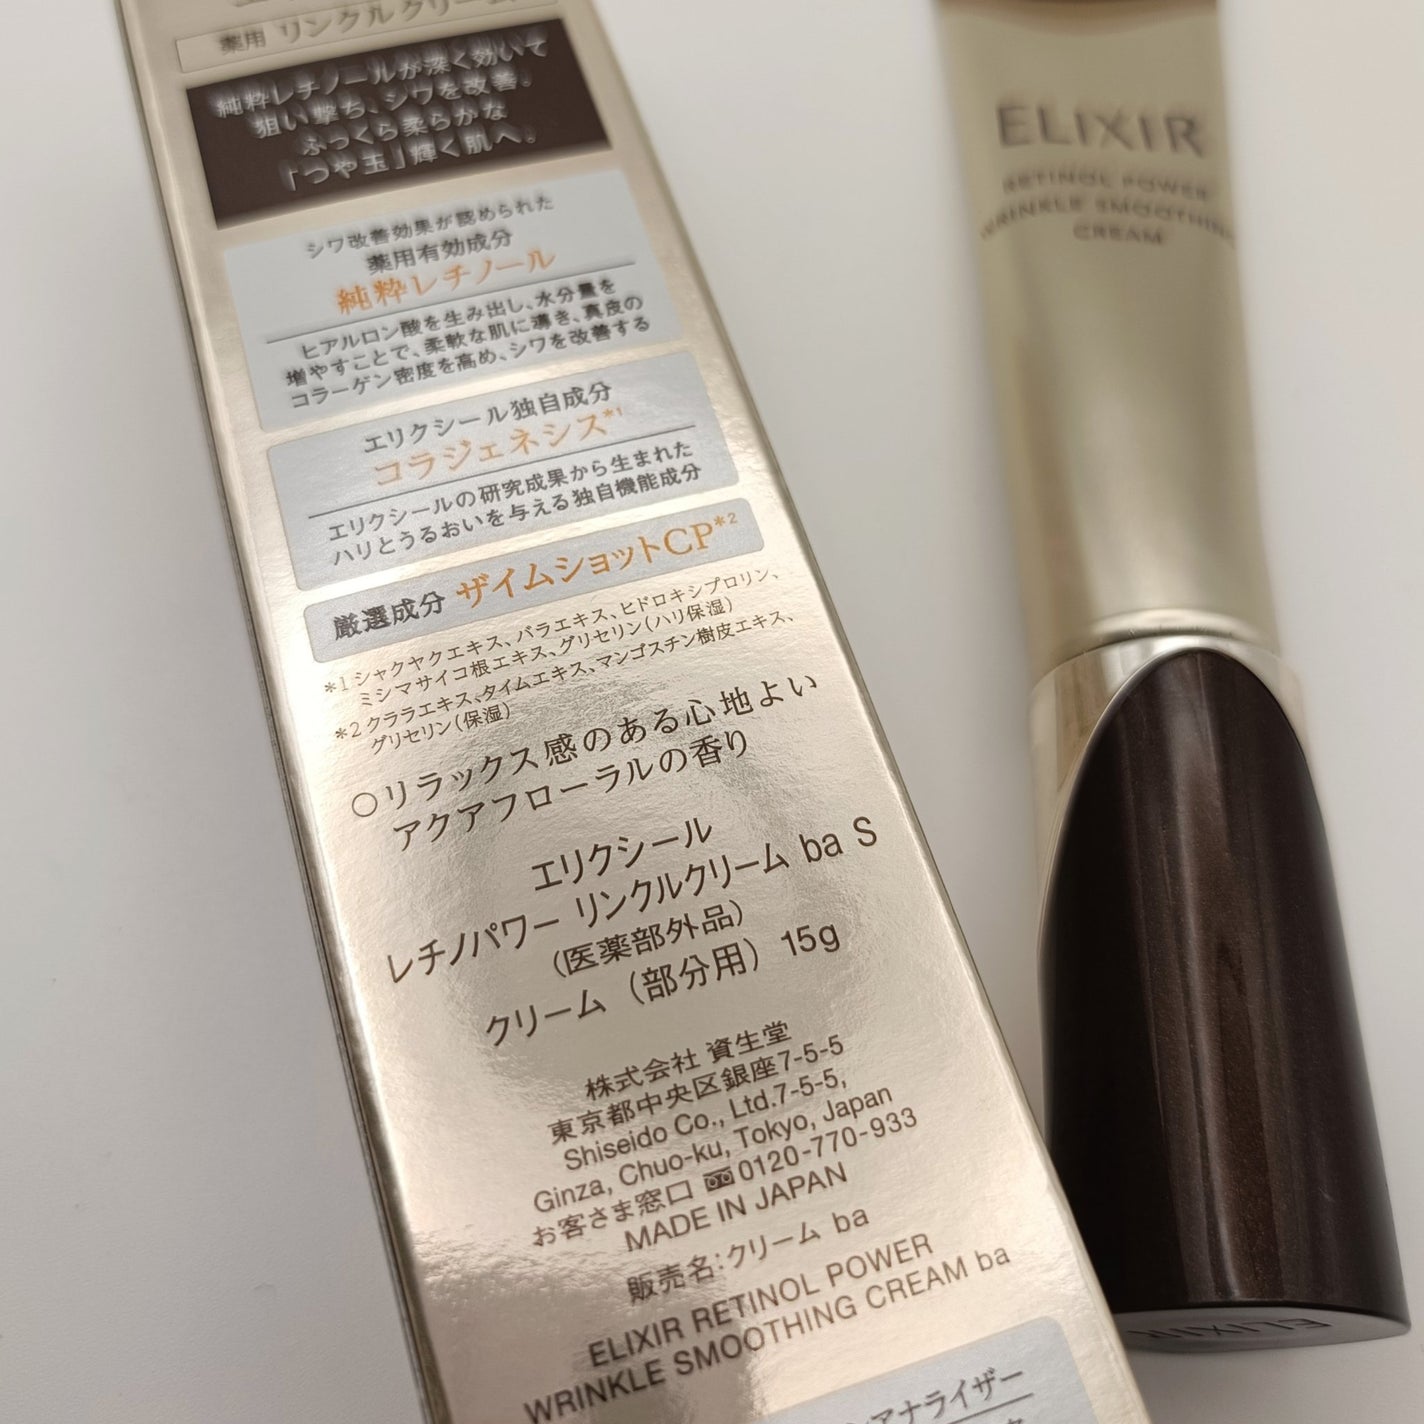 薬用 リンクルクリーム
純粋レチノールが深く効いて
狙い撃ち、シワを改善。
ふっくら柔らかな
「つや玉」輝く肌へ。
シワ改善効果が認められた
薬用有効成分
純粋レチノール
ヒアルロン酸を生み出し、水分量を
増やすことで、柔軟な肌に導き、真皮の
コラーゲン密度を高め、シワを改善する
エリクシール独自成分
コラジェネシス*1
エリクシールの研究成果から生まれた
ハリとうるおいを与える独自機能成分
厳選成分 ザイムショットCP*2
*1 シャクヤクエキス、バラエキス、ヒドロキシプロリン、
ミシマサイコ根エキス、グリセリン(ハリ保湿)
*2 クララエキス、タイムエキス、マンゴスチン樹皮エキス、
グリセリン(保湿)
○リラックス感のある心地よい
アクアフローラルの香り
エリクシール
レチノパワー リンクルクリーム ba S
(医薬部外品)
クリーム(部分用) 15g
株式会社 資生堂
東京都中央区銀座7-5-5
Shiseido Co., Ltd.7-5-5,
Ginza, Chuo-ku, Tokyo, Japan
お客さま窓口 0120-770-933
MADE IN JAPAN
販売名:クリーム ba
ELIXIR RETINOL POWER
WRINKLE SMOOTHING CREAM ba
アナライザー
ELIXIR
RETINOL POWER
WRINKLE SMOOTHING
CREAM
ELIXIR